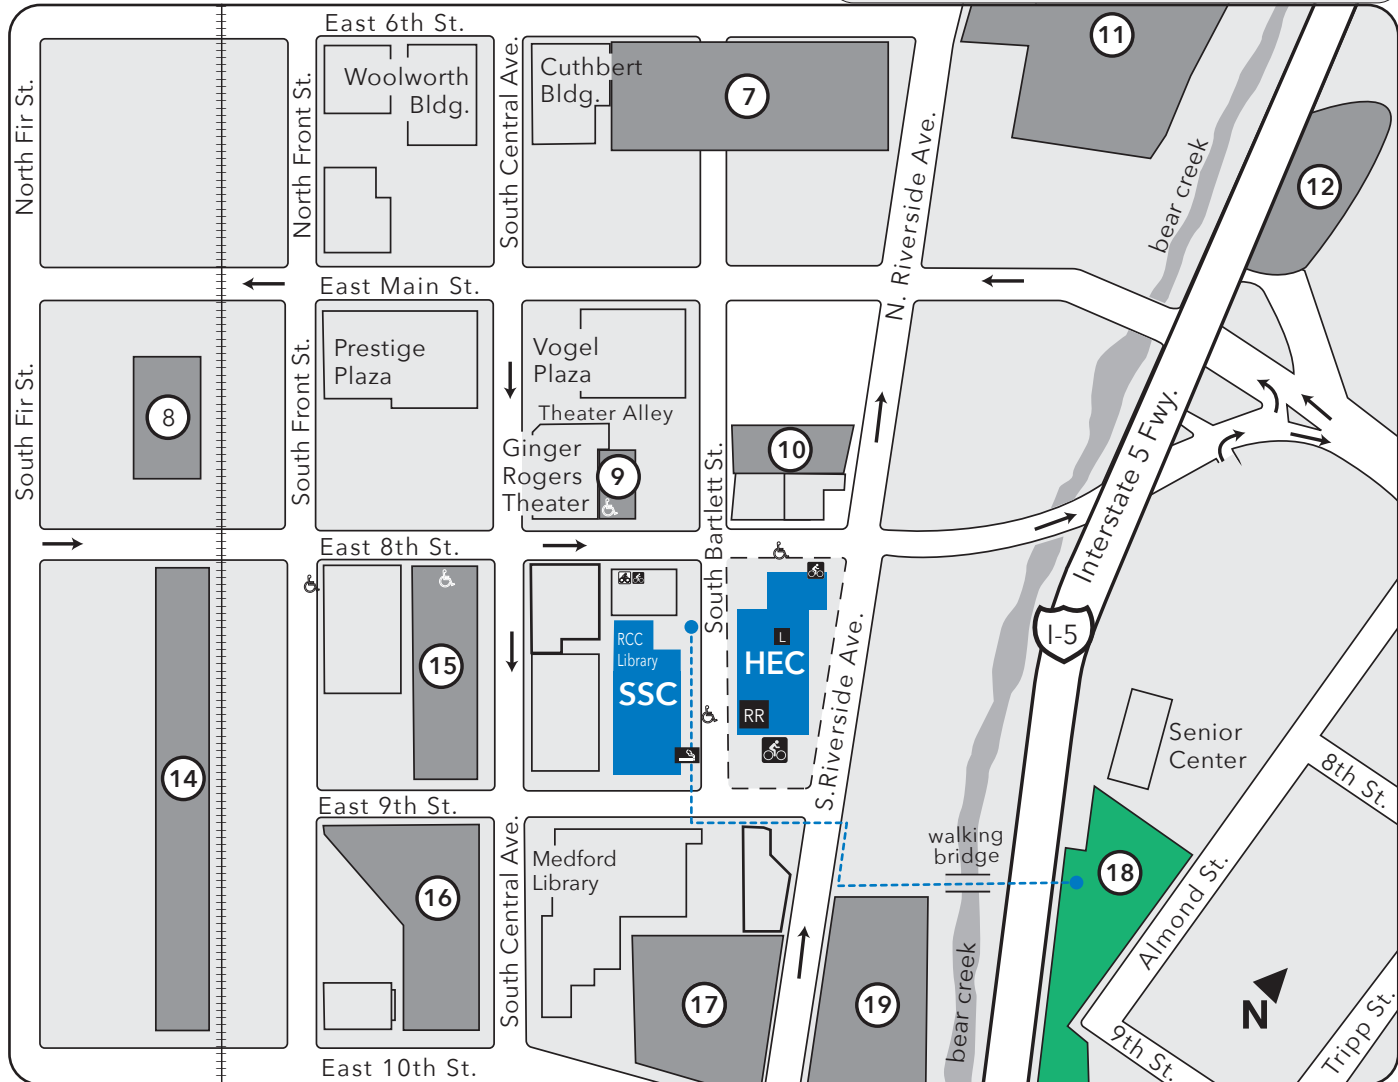 East 6th St.
11
Woolworth
Bldg.
Cuthbert
Bldg.
7
North Fir St.
North Front St.
South Central Ave.
N. Riverside Ave.
bear creek
12
East Main St.
Prestige
Plaza
Vogel
Plaza
Theater Alley
South Fir St.
8
South Front St.
Ginger
Rogers
Theater
9
10
South Bartlett St.
Interstate 5 Fwy.
East 8th St.
RCC
Library
SSC
L
HEC
RR
I-5
15
14
S.Riverside Ave.
Senior
Center
8th St.
East 9th St.
South Central Ave.
Medford
Library
walking
bridge
16
18
Almond St.
17
19
bear creek
N
9th St.
Tripp St.
East 10th St.